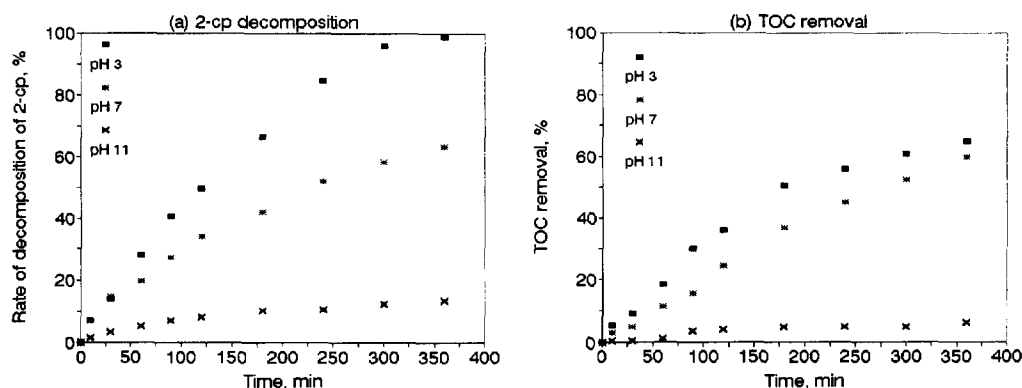 (a) 2-cp decomposition
Rate of decomposition of 2-cp, %
100
80
60
40
20
0
pH 3
pH 7
pH 11
0 50 100 150 200 250 300 350 400
Time, min
(b) TOC removal
TOC removal, %
100
80
60
40
20
0
pH 3
pH 7
pH 11
0 50 100 150 200 250 300 350 400
Time, min